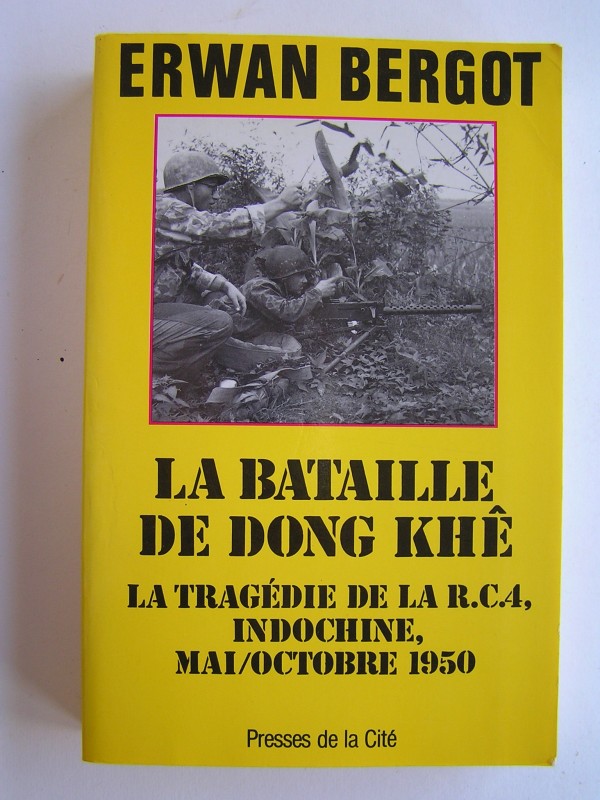 ERWAN BERGOT
LA BATAILLE
DE DONG KHÊ
LA TRAGÉDIE DE LA R.C.4,
INDOCHINE,
MAI/OCTOBRE 1950
Presses de la Cité